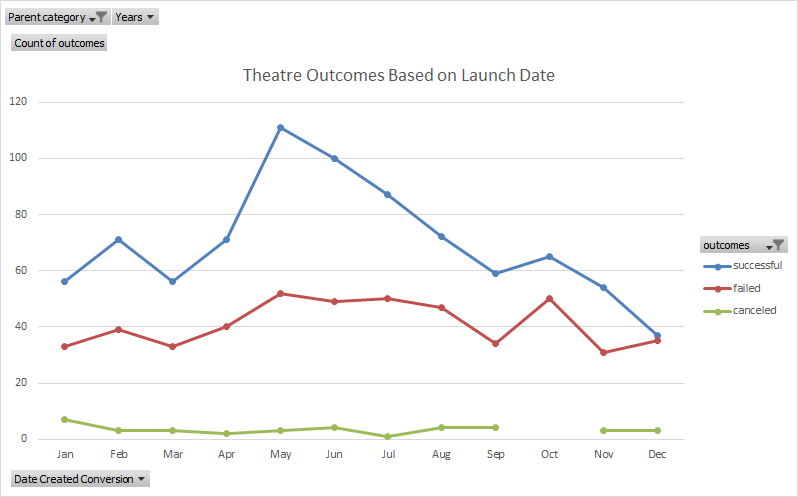 Parent category Years
Count of outcomes
Theatre Outcomes Based on Launch Date
120
100
80
60
40
20
0
Jan Feb Mar Apr May Jun Jul Aug Sep Oct Nov Dec
outcomes
successful
failed
canceled
Date Created Conversion